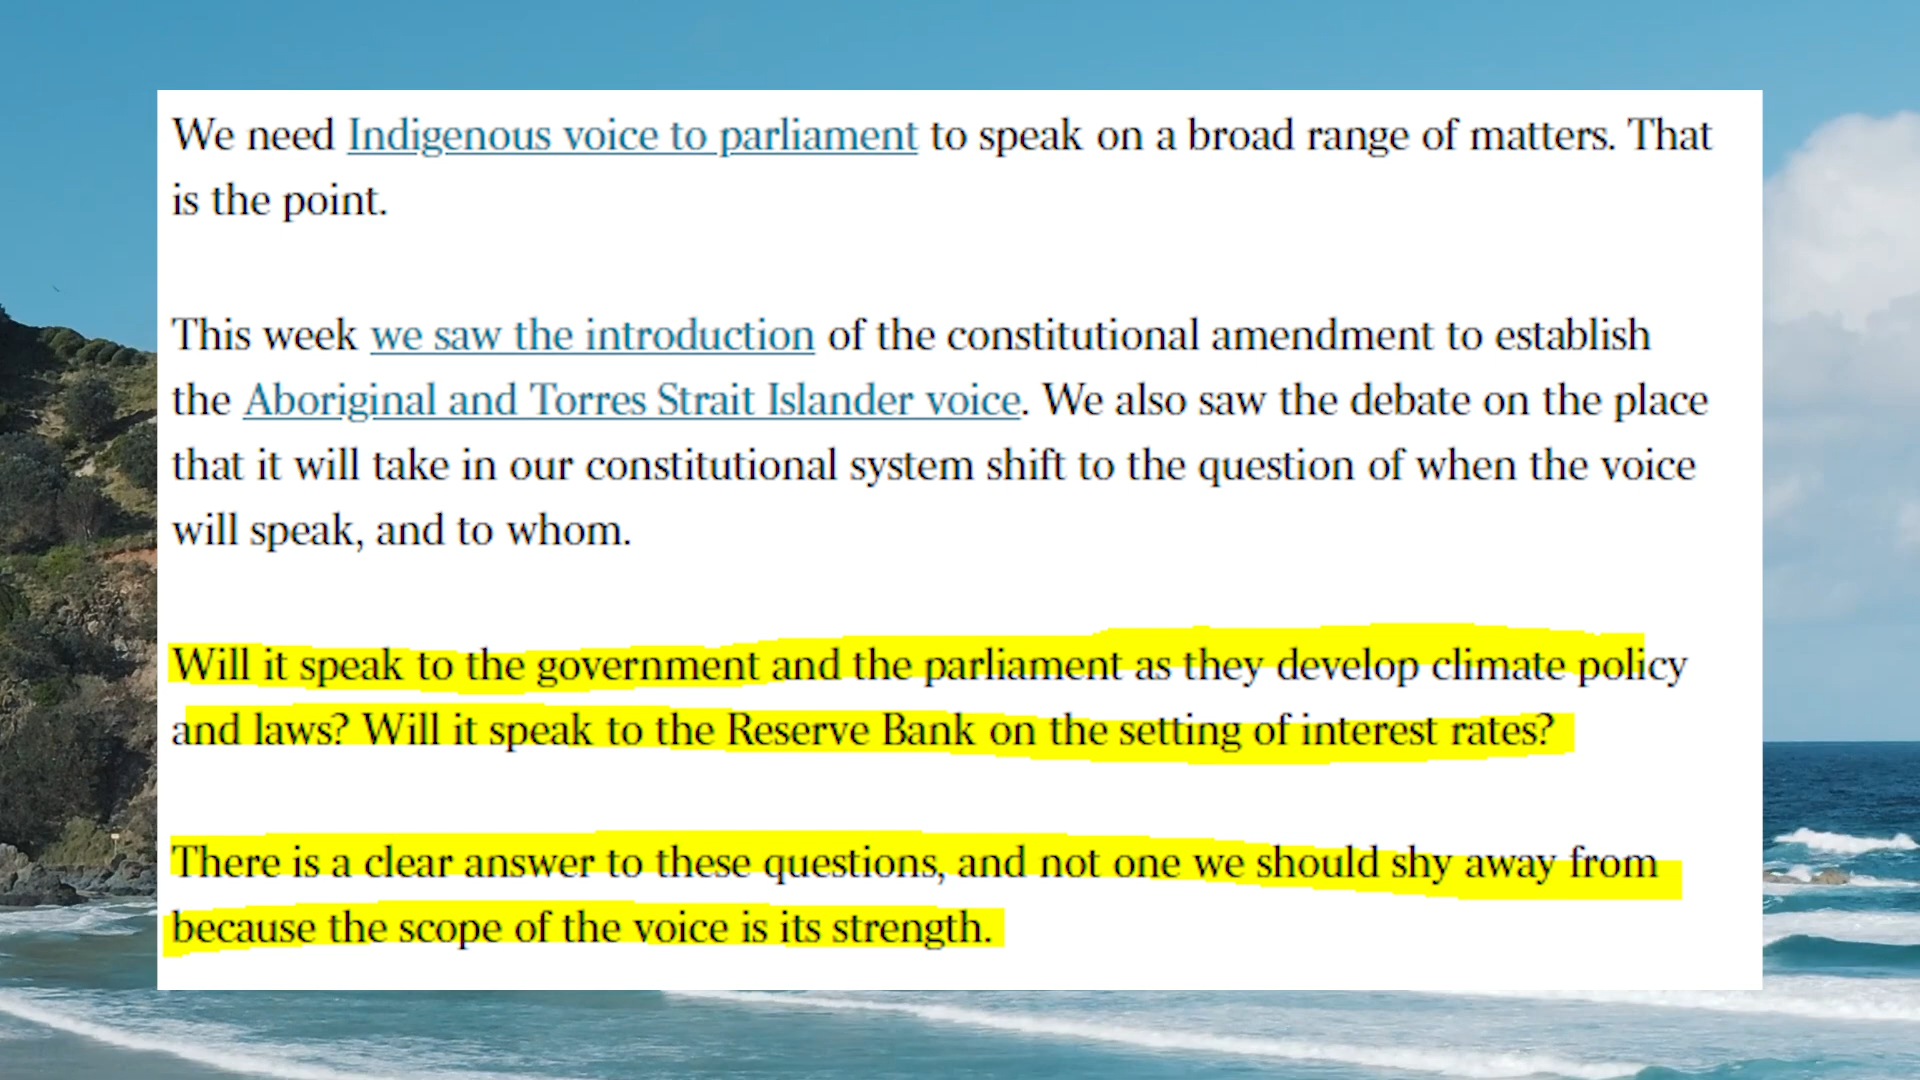 We need Indigenous voice to parliament to speak on a broad range of matters. That
is the point.
This week we saw the introduction of the constitutional amendment to establish
the Aboriginal and Torres Strait Islander voice. We also saw the debate on the place
that it will take in our constitutional system shift to the question of when the voice
will speak, and to whom.
Will it speak to the government and the parliament as they develop climate policy
and laws? Will it speak to the Reserve Bank on the setting of interest rates?
There is a clear answer to these questions, and not one we should shy away from
because the scope of the voice is its strength.